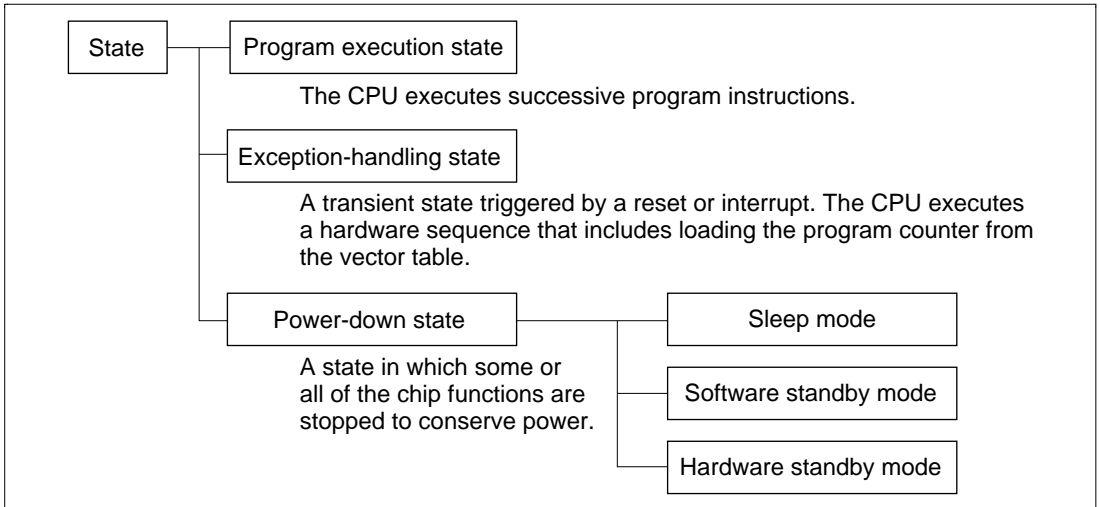 State
Program execution state
The CPU executes successive program instructions.
Exception-handling state
A transient state triggered by a reset or interrupt. The CPU executes
a hardware sequence that includes loading the program counter from
the vector table.
Power-down state
Sleep mode
A state in which some or
all of the chip functions are
stopped to conserve power.
Software standby mode
Hardware standby mode